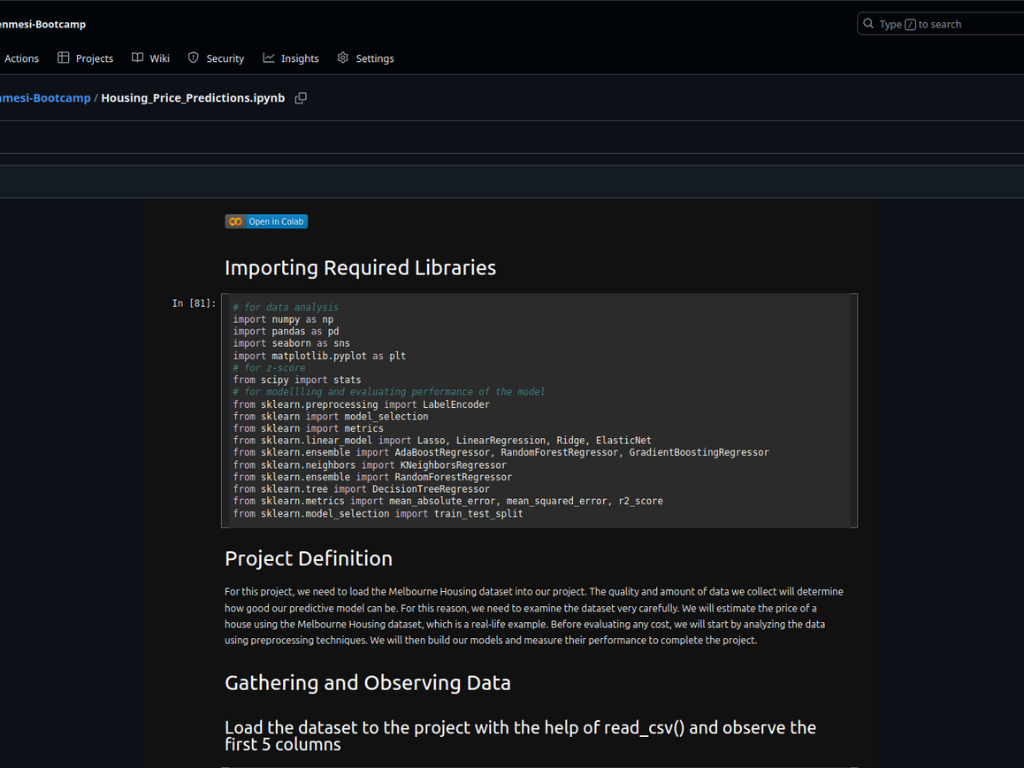 enmesi-Bootcamp
Type / to search
Actions Projects Wiki Security Insights Settings
mesi-Bootcamp / Housing_Price_Predictions.ipynb
Open in Colab
Importing Required Libraries
In [81]:
# for data analysis
import numpy as np
import pandas as pd
import seaborn as sns
import matplotlib.pyplot as plt
# for z-score
from scipy import stats
# for modellling and evaluating performance of the model
from sklearn.preprocessing import LabelEncoder
from sklearn import model_selection
from sklearn import metrics
from sklearn.linear_model import Lasso, LinearRegression, Ridge, ElasticNet
from sklearn.ensemble import AdaBoostRegressor, RandomForestRegressor, GradientBoostingRegressor
from sklearn.neighbors import KNeighborsRegressor
from sklearn.ensemble import RandomForestRegressor
from sklearn.tree import DecisionTreeRegressor
from sklearn.metrics import mean_absolute_error, mean_squared_error, r2_score
from sklearn.model_selection import train_test_split
Project Definition
For this project, we need to load the Melbourne Housing dataset into our project. The quality and amount of data we collect will determine
how good our predictive model can be. For this reason, we need to examine the dataset very carefully. We will estimate the price of a
house using the Melbourne Housing dataset, which is a real-life example. Before evaluating any cost, we will start by analyzing the data
using preprocessing techniques. We will then build our models and measure their performance to complete the project.
Gathering and Observing Data
Load the dataset to the project with the help of read_csv() and observe the
first 5 columns